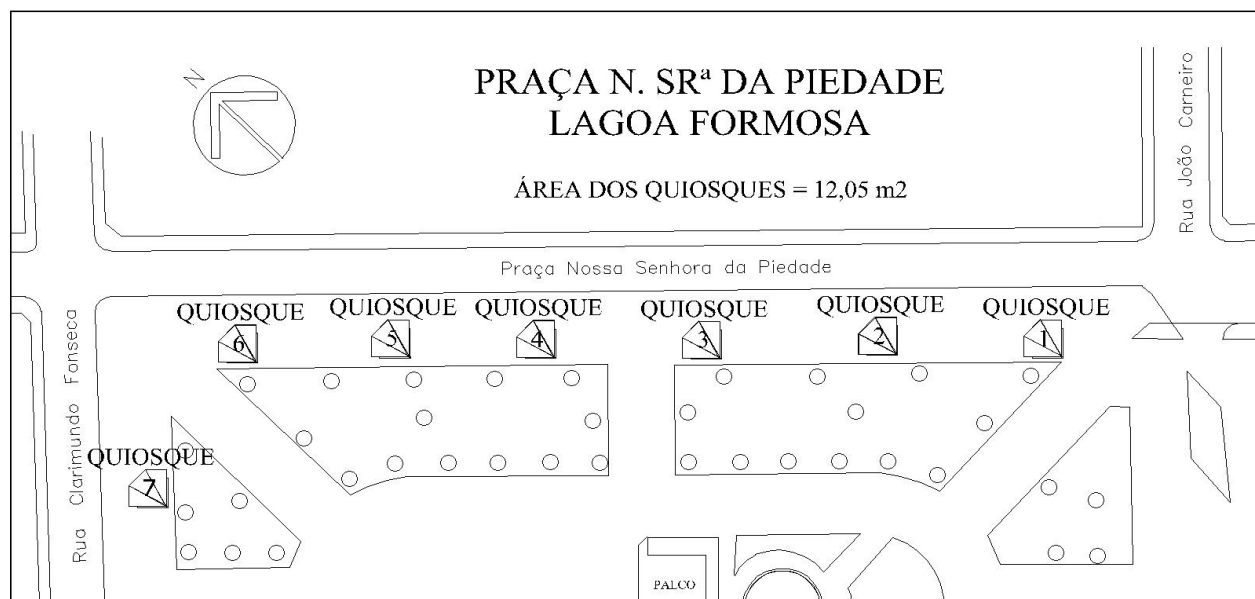 N
PRAÇA N. SRª DA PIEDADE
LAGOA FORMOSA
ÁREA DOS QUIOSQUES = 12,05 m2
Rua João Carneiro
Praça Nossa Senhora da Piedade
QUIOSQUE
6
QUIOSQUE
5
QUIOSQUE
4
QUIOSQUE
3
QUIOSQUE
2
QUIOSQUE
1
Rua Clarimundo Fonseca
QUIOSQUE
7
PALCO